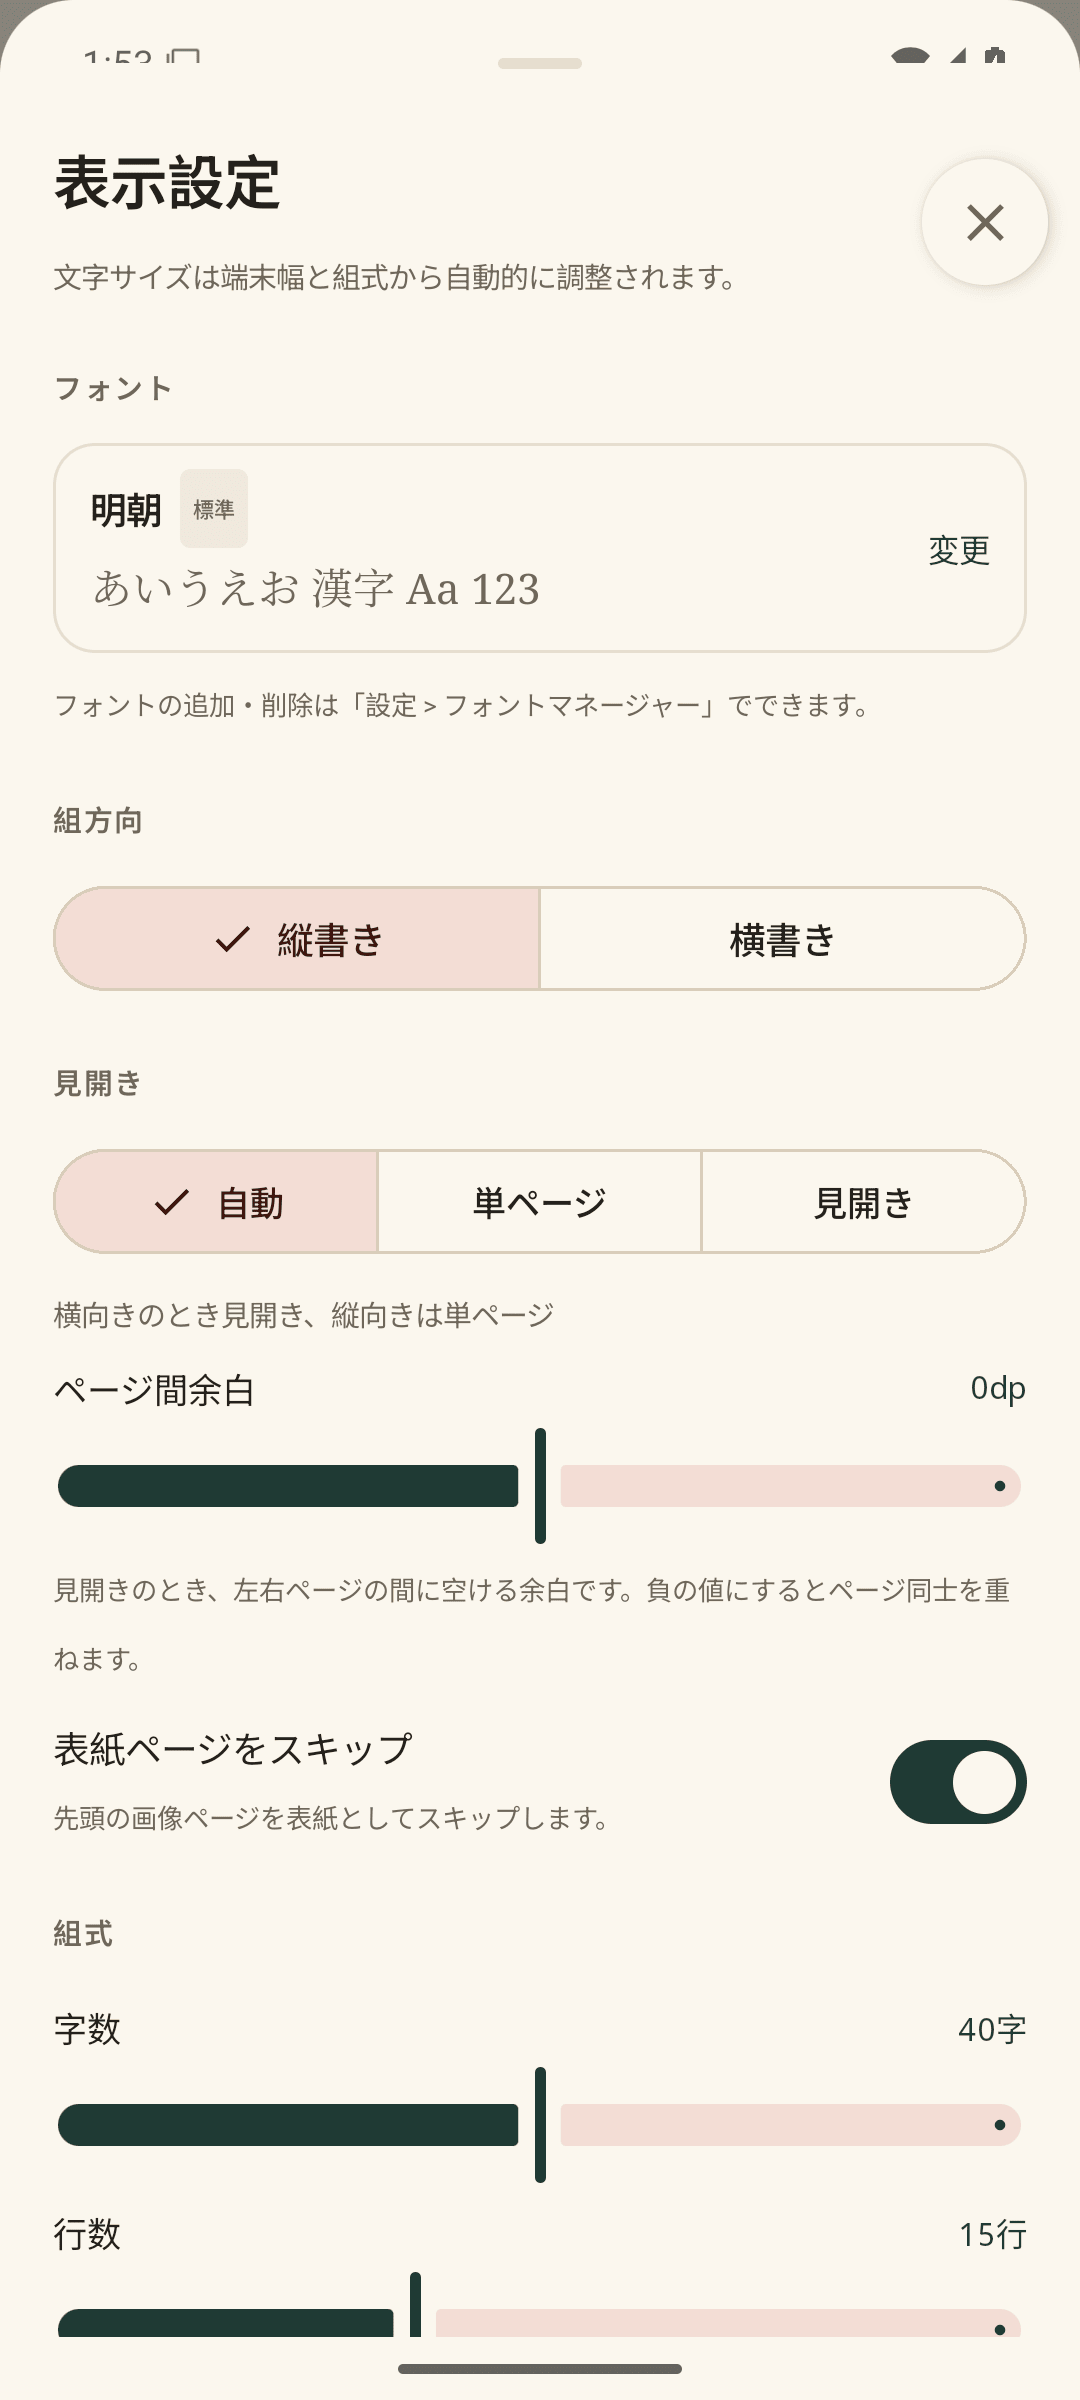 1:53
表示設定
文字サイズは端末幅と組式から自動的に調整されます。
フォント
明朝 標準
あいうえお 漢字 Aa 123
変更
フォントの追加・削除は「設定 > フォントマネージャー」でできます。
組方向
縦書き 横書き
見開き
自動 単ページ 見開き
横向きのとき見開き、縦向きは単ページ
ページ間余白 0dp
見開きのとき、左右ページの間に空ける余白です。負の値にするとページ同士を重
ねます。
表紙ページをスキップ
先頭の画像ページを表紙としてスキップします。
組式
字数 40字
行数 15行